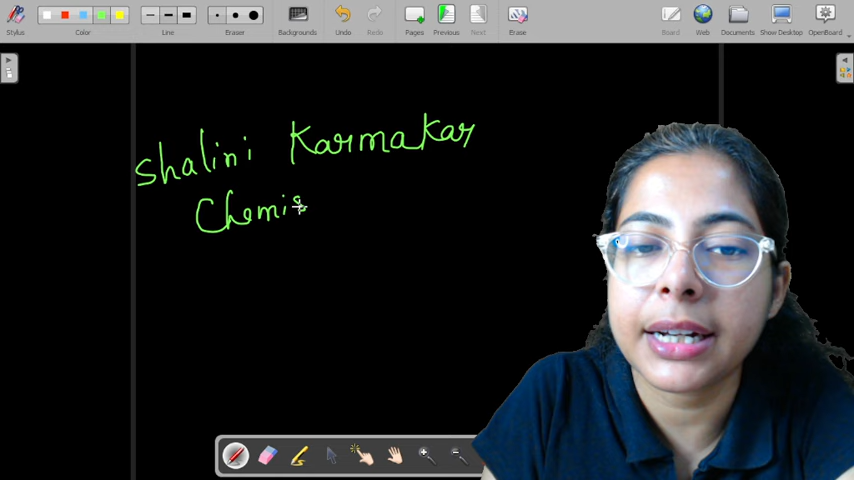 Stylus
Color
Line
Eraser
Backgrounds
Undo
Redo
Pages
Previous
Next
Erase
Board
Web
Documents
Show Desktop
OpenBoard
Shalini Karmakar
Chemis